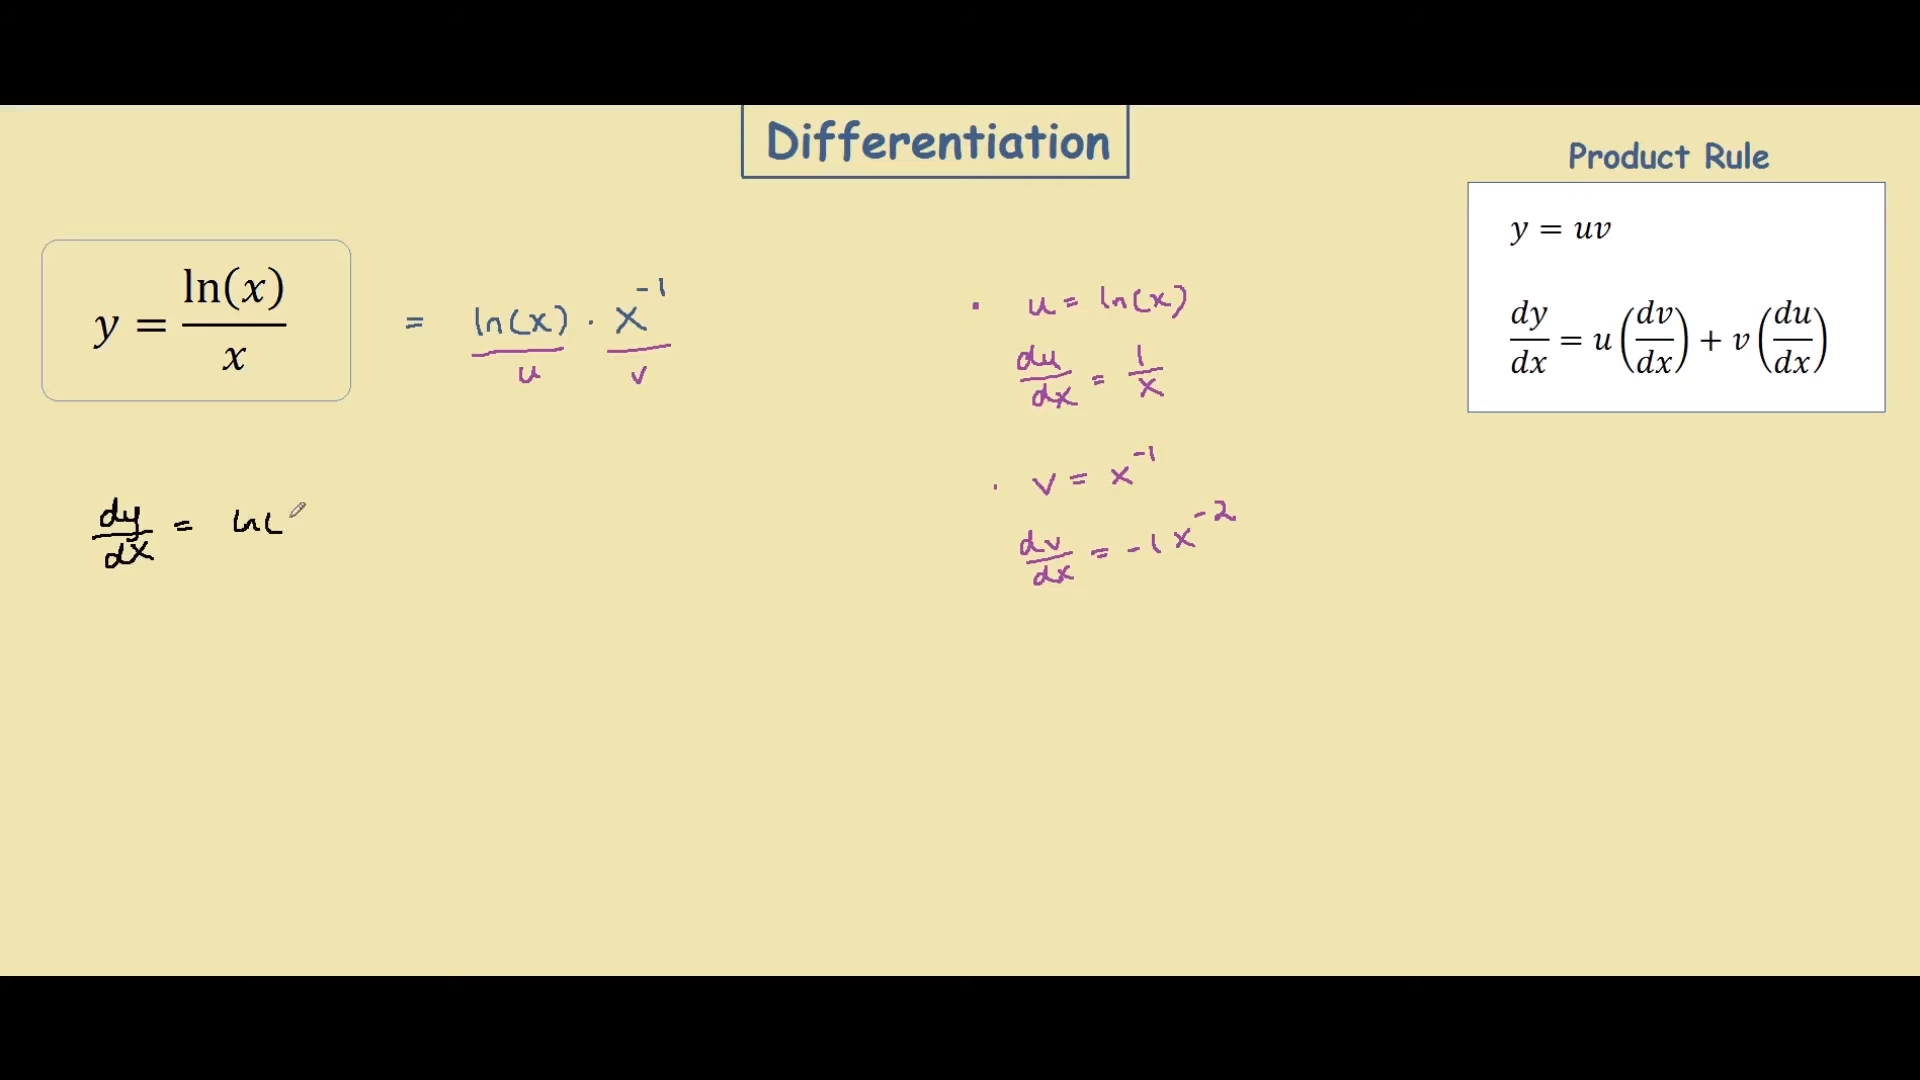 Differentiation
Product Rule
y = uv
dy/dx = u(dv/dx) + v(du/dx)
y = ln(x)/x
= ln(x) · x⁻¹
u v
· u = ln(x)
du/dx = 1/x
· v = x⁻¹
dv/dx = -1x⁻²
dy/dx = ln(